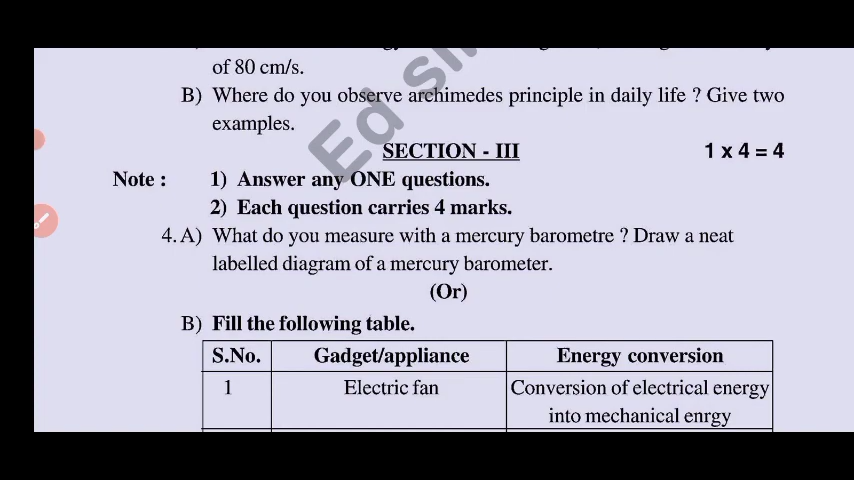 of 80 cm/s.
B) Where do you observe archimedes principle in daily life ? Give two
examples.
SECTION - III 1 x 4 = 4
Note : 1) Answer any ONE questions.
2) Each question carries 4 marks.
4. A) What do you measure with a mercury barometre ? Draw a neat
labelled diagram of a mercury barometer.
(Or)
B) Fill the following table.
S.No. Gadget/appliance Energy conversion
1 Electric fan Conversion of electrical energy
into mechanical enrgy
Ed